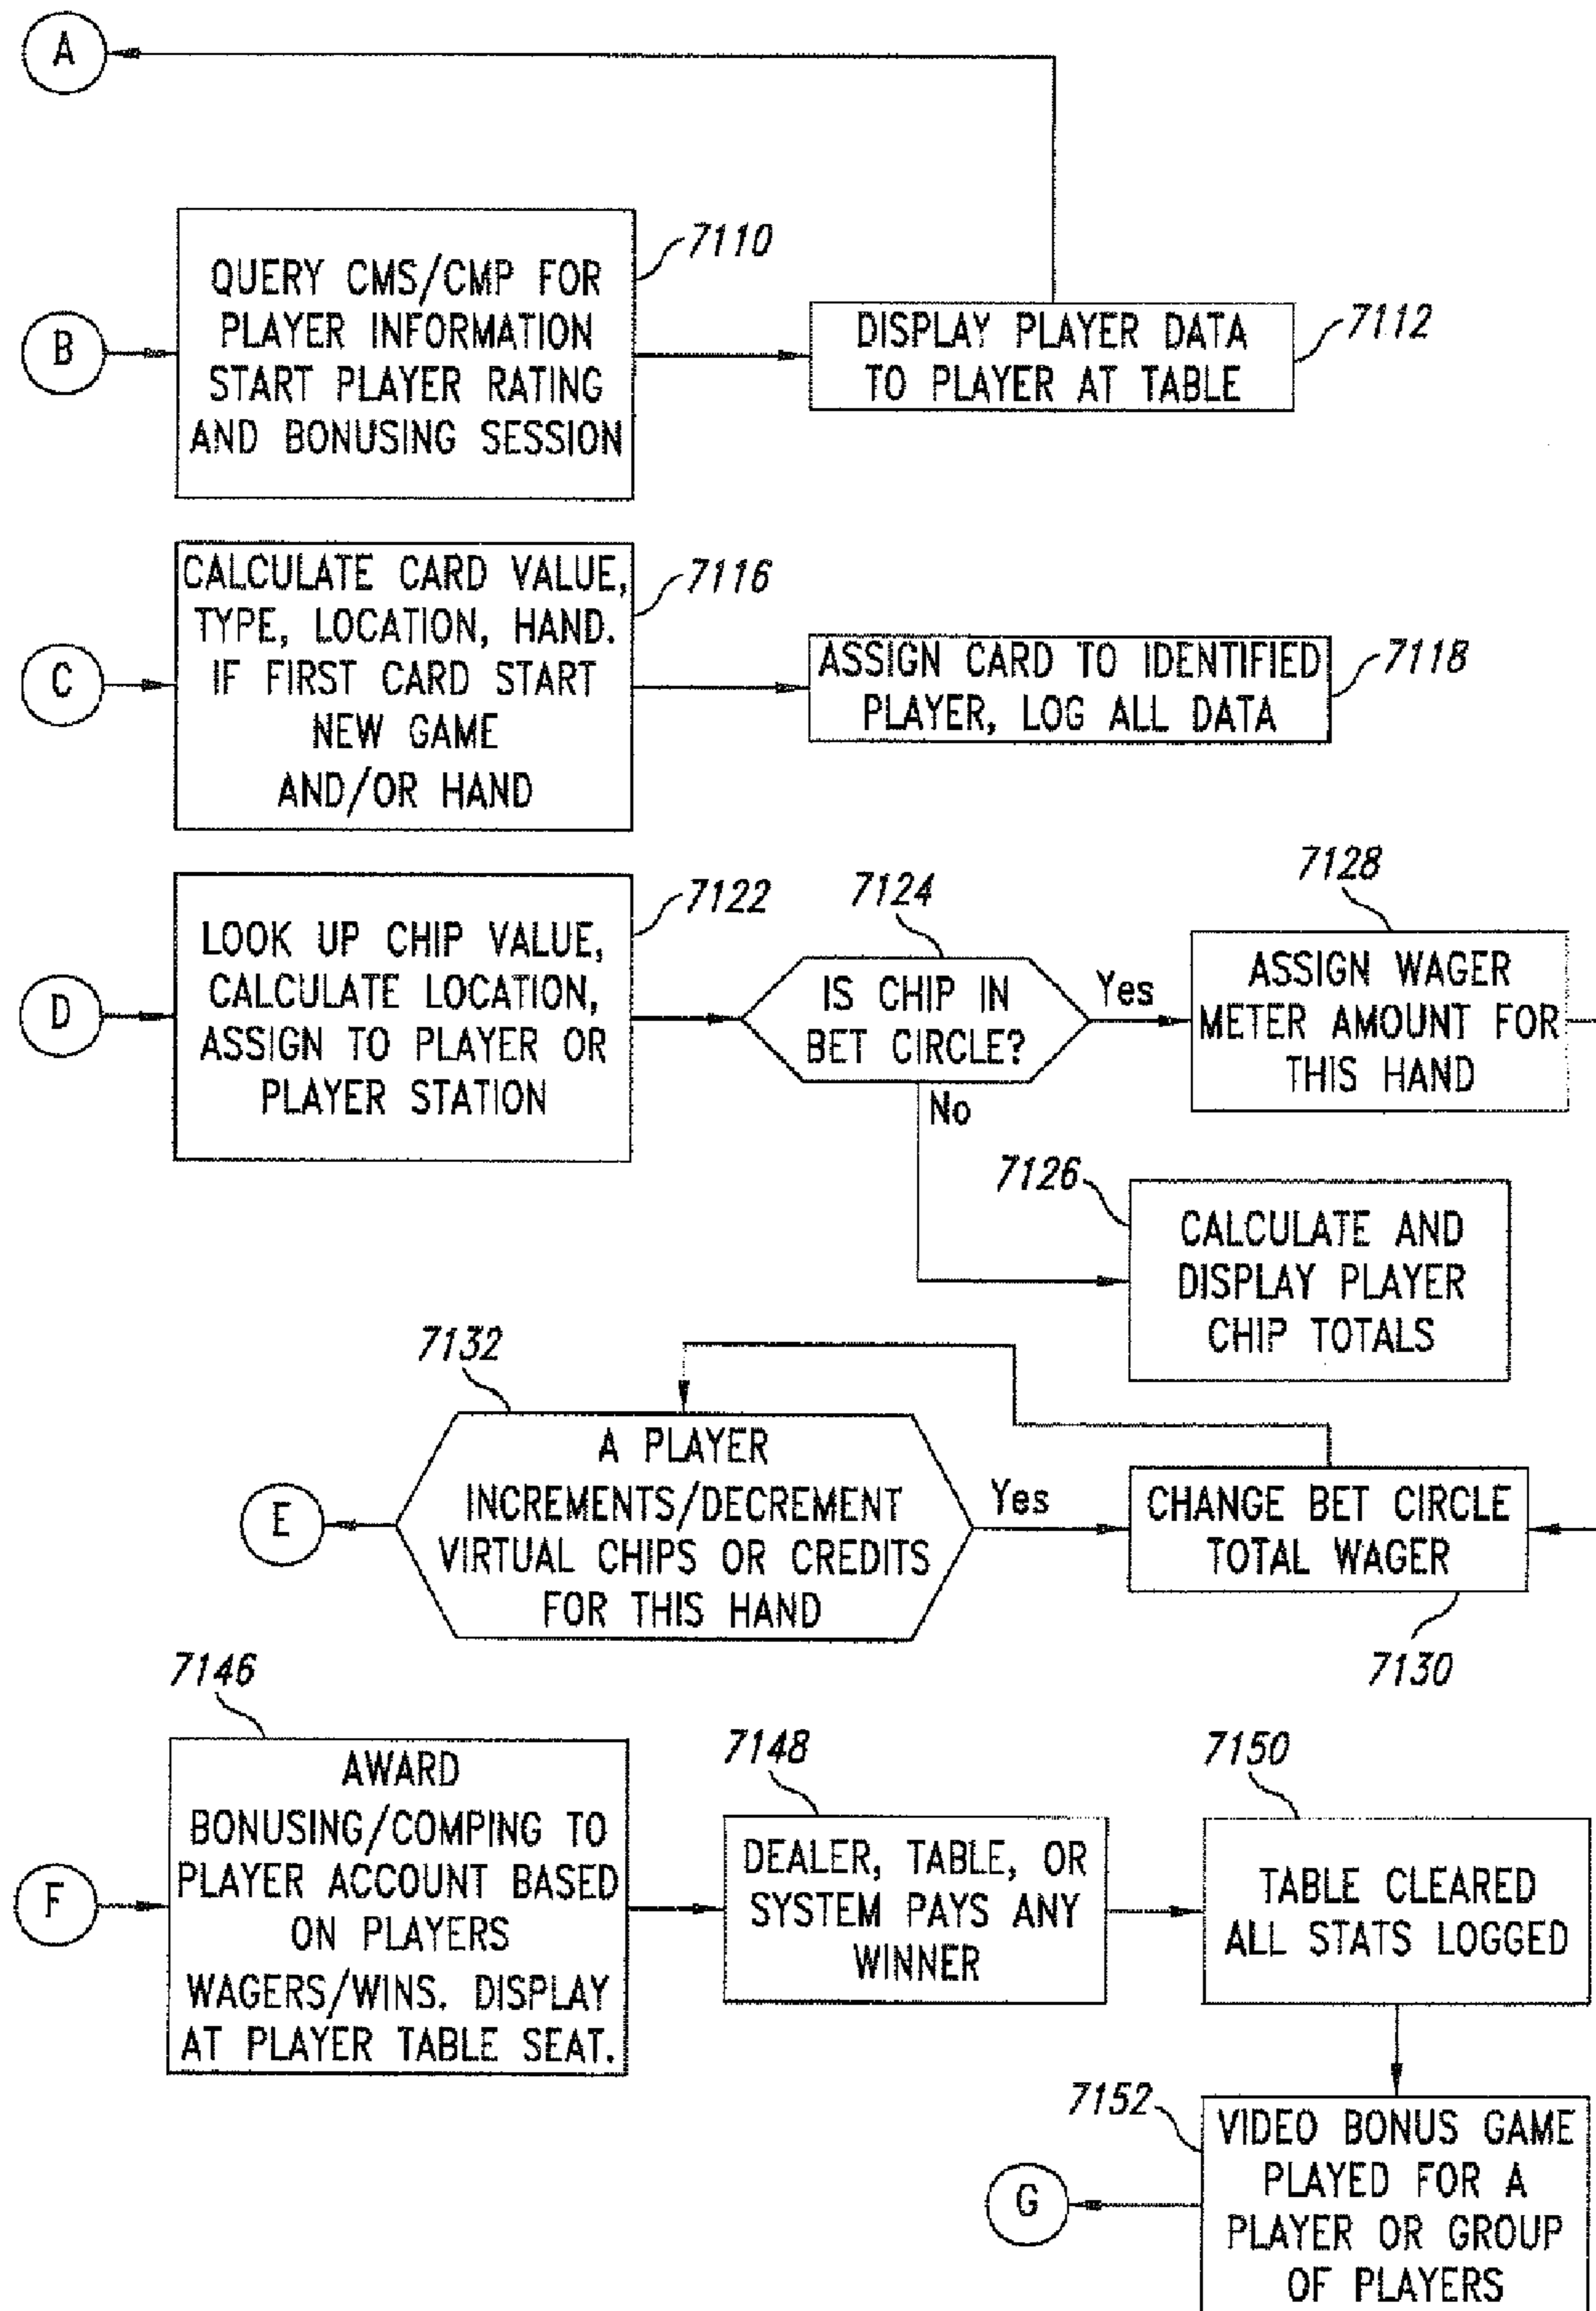 A
7110
QUERY CMS/CMP FOR
PLAYER INFORMATION
START PLAYER RATING
AND BONUSING SESSION
B
7112
DISPLAY PLAYER DATA
TO PLAYER AT TABLE
7116
CALCULATE CARD VALUE,
TYPE, LOCATION, HAND.
IF FIRST CARD START
NEW GAME
AND/OR HAND
C
7118
ASSIGN CARD TO IDENTIFIED
PLAYER, LOG ALL DATA
7122
LOOK UP CHIP VALUE,
CALCULATE LOCATION,
ASSIGN TO PLAYER OR
PLAYER STATION
D
7124
IS CHIP IN
BET CIRCLE?
Yes
No
7128
ASSIGN WAGER
METER AMOUNT FOR
THIS HAND
7126
CALCULATE AND
DISPLAY PLAYER
CHIP TOTALS
7132
A PLAYER
INCREMENTS/DECREMENT
VIRTUAL CHIPS OR CREDITS
FOR THIS HAND
E
Yes
CHANGE BET CIRCLE
TOTAL WAGER
7130
7146
AWARD
BONUSING/COMPING TO
PLAYER ACCOUNT BASED
ON PLAYERS
WAGERS/WINS. DISPLAY
AT PLAYER TABLE SEAT.
F
7148
DEALER, TABLE, OR
SYSTEM PAYS ANY
WINNER
7150
TABLE CLEARED
ALL STATS LOGGED
7152
VIDEO BONUS GAME
PLAYED FOR A
PLAYER OR GROUP
OF PLAYERS
G